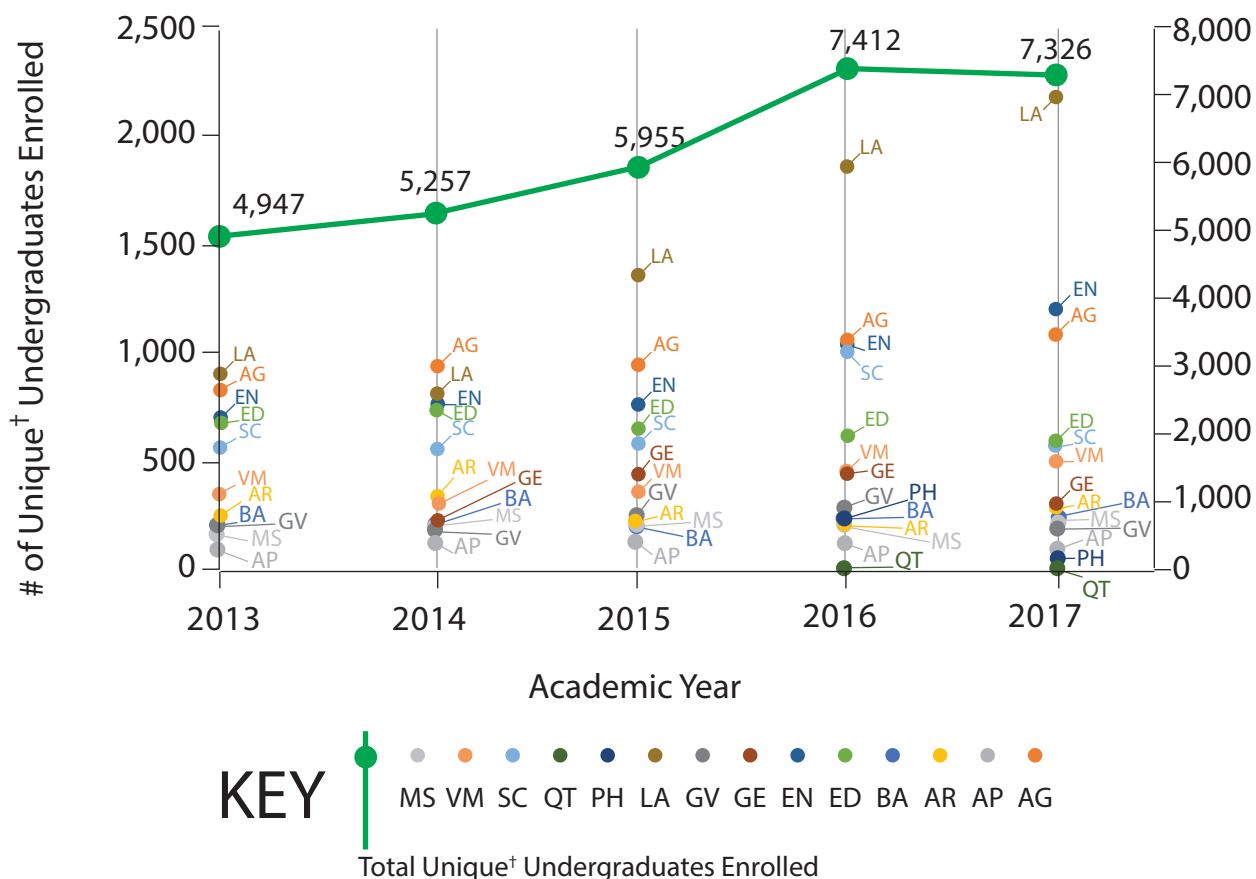 # of Unique† Undergraduates Enrolled
2,500
2,000
1,500
1,000
500
0
8,000
7,000
6,000
5,000
4,000
3,000
2,000
1,000
0
4,947
5,257
5,955
7,412
7,326
LA
AG
EN
ED
SC
VM
AR
BA
GV
MS
AP
AG
LA
EN
ED
SC
AR
VM
GE
BA
MS
GV
AP
LA
AG
EN
ED
SC
GE
VM
GV
AR
MS
BA
AP
LA
AG
EN
SC
ED
VM
GE
GV
PH
BA
AR
MS
AP
QT
LA
EN
AG
ED
SC
VM
GE
AR
BA
MS
GV
AP
PH
QT
2013 2014 2015 2016 2017
Academic Year
KEY
MS VM SC QT PH LA GV GE EN ED BA AR AP AG
Total Unique† Undergraduates Enrolled